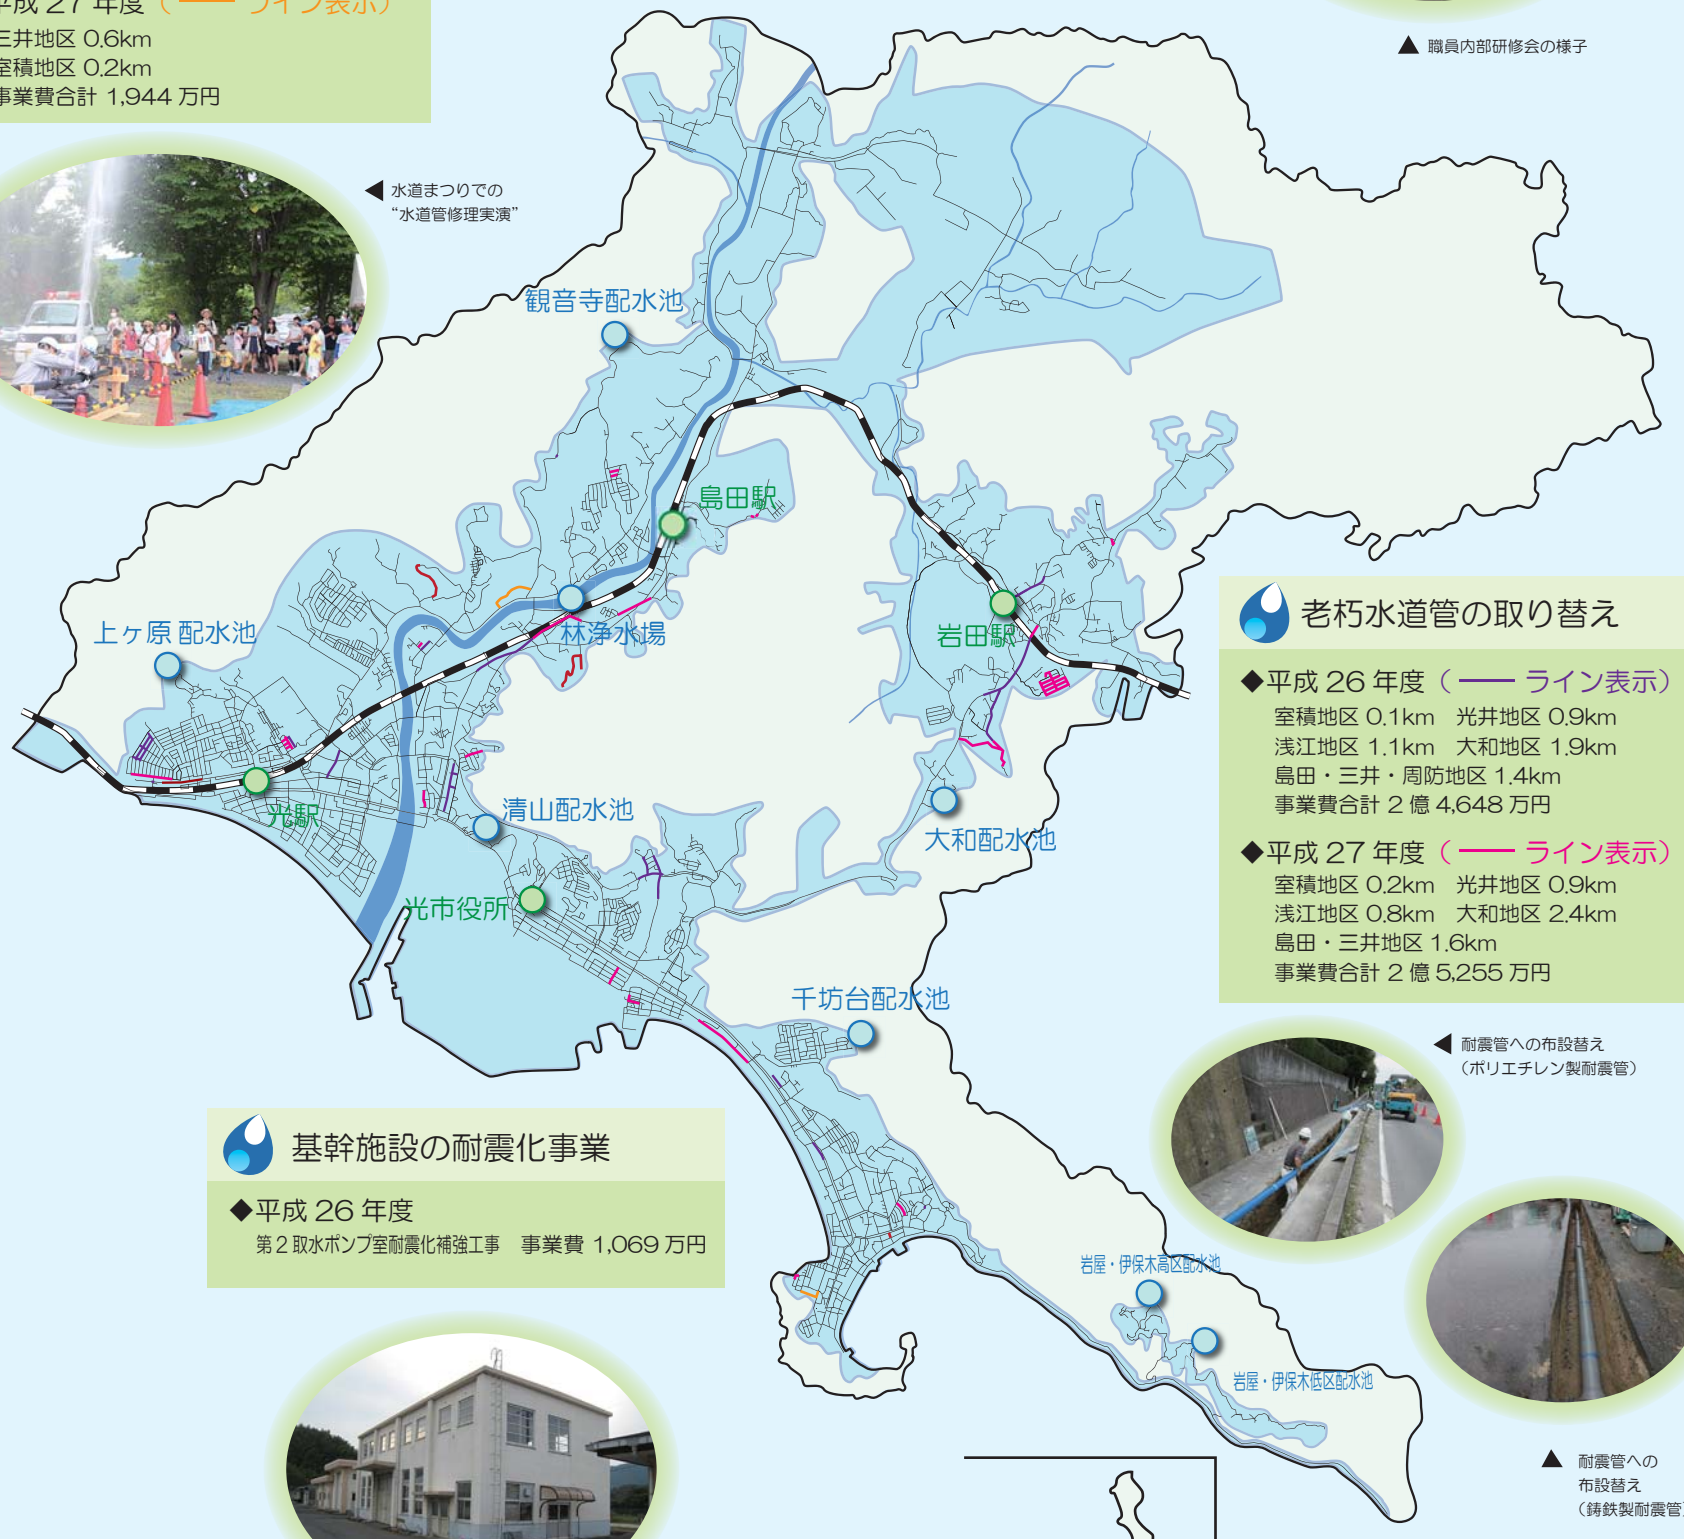 平成 27 年度（ ―― ライン表示）
三井地区 0.6km
室積地区 0.2km
事業費合計 1,944 万円
▲ 職員内部研修会の様子
◀ 水道まつりでの
“水道管修理実演”
観音寺配水池
島田駅
上ヶ原配水池
林浄水場
岩田駅
光駅
清山配水池
大和配水池
光市役所
千坊台配水池
岩屋・伊保木高区配水池
岩屋・伊保木低区配水池
老朽水道管の取り替え
◆平成 26 年度（ ―― ライン表示）
室積地区 0.1km　光井地区 0.9km
浅江地区 1.1km　大和地区 1.9km
島田・三井・周防地区 1.4km
事業費合計 2 億 4,648 万円
◆平成 27 年度（ ―― ライン表示）
室積地区 0.2km　光井地区 0.9km
浅江地区 0.8km　大和地区 2.4km
島田・三井地区 1.6km
事業費合計 2 億 5,255 万円
◀ 耐震管への布設替え
（ポリエチレン製耐震管）
基幹施設の耐震化事業
◆平成 26 年度
第２取水ポンプ室耐震化補強工事　事業費 1,069 万円
▲ 耐震管への
布設替え
（鋳鉄製耐震管）